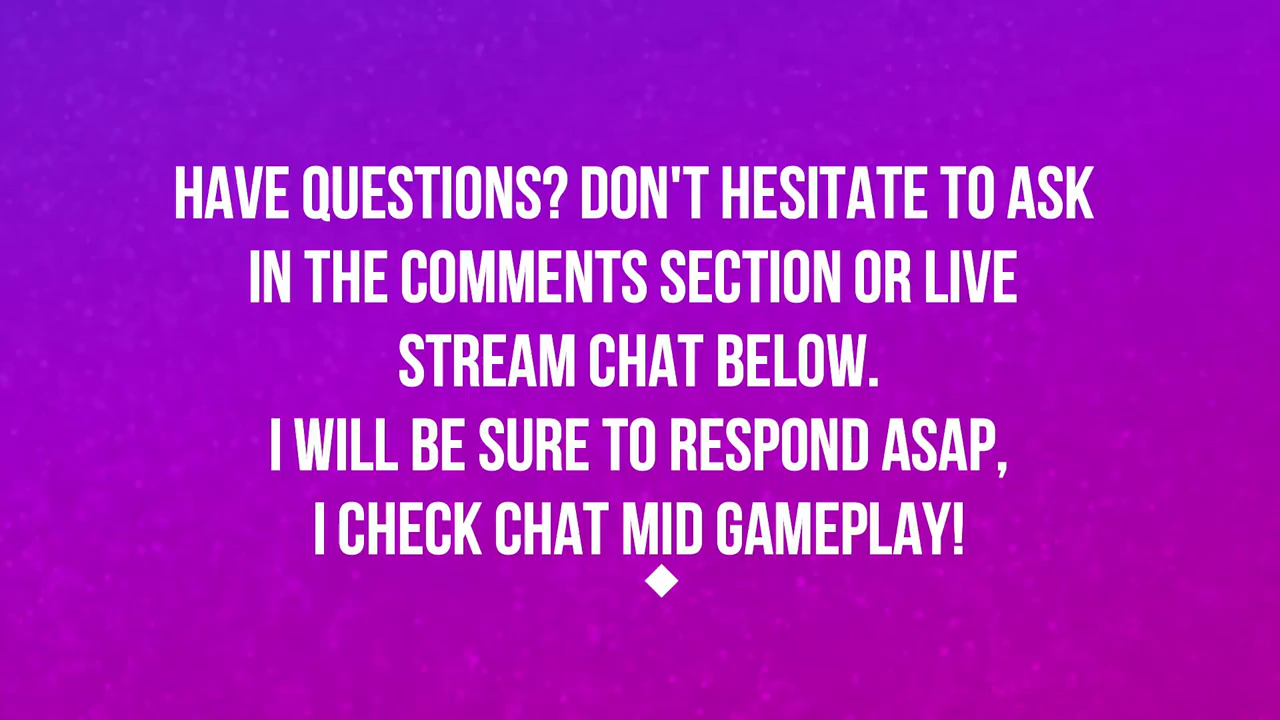 HAVE QUESTIONS? DON'T HESITATE TO ASK
IN THE COMMENTS SECTION OR LIVE
STREAM CHAT BELOW.
I WILL BE SURE TO RESPOND ASAP,
I CHECK CHAT MID GAMEPLAY!